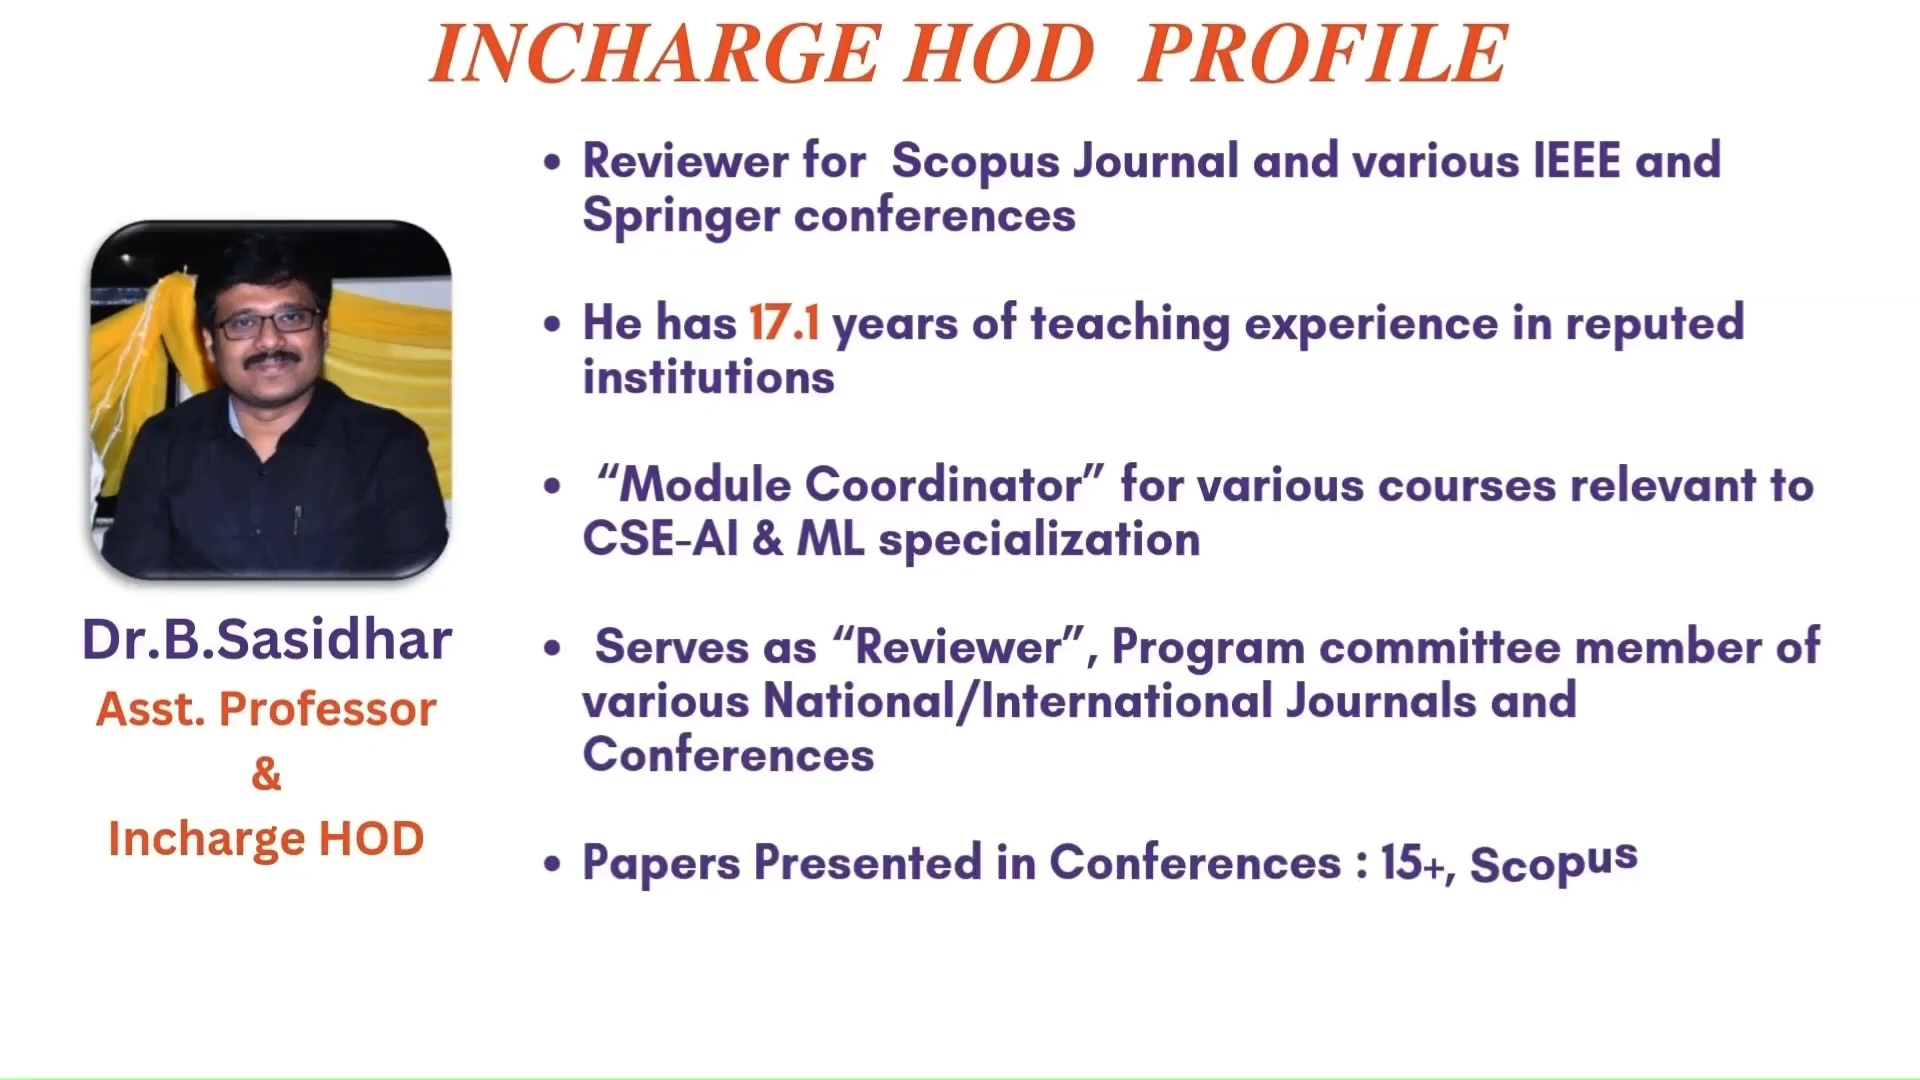 INCHARGE HOD PROFILE
• Reviewer for Scopus Journal and various IEEE and
Springer conferences
• He has 17.1 years of teaching experience in reputed
institutions
• “Module Coordinator” for various courses relevant to
CSE-AI & ML specialization
• Serves as “Reviewer”, Program committee member of
various National/International Journals and
Conferences
• Papers Presented in Conferences : 15+, Scopus
Dr.B.Sasidhar
Asst. Professor
&
Incharge HOD